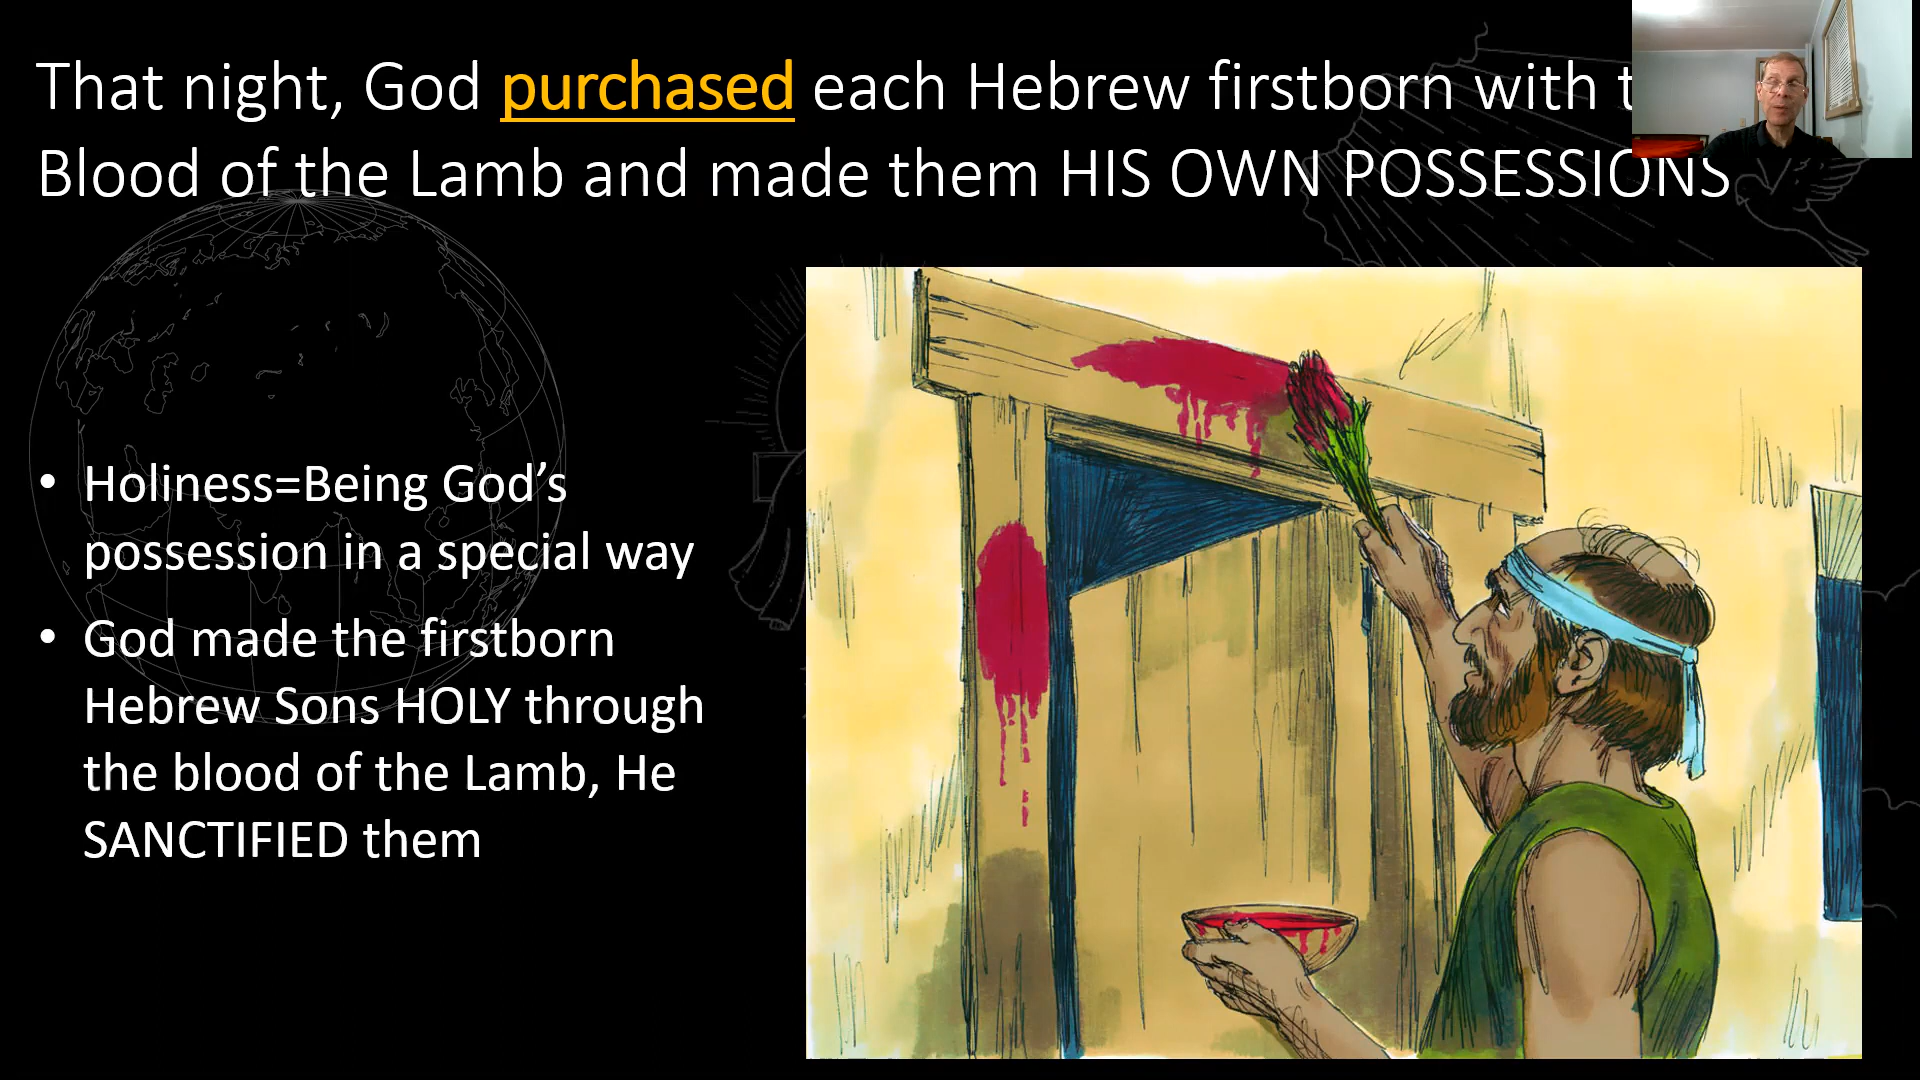 That night, God purchased each Hebrew firstborn with
Blood of the Lamb and made them HIS OWN POSSESSIONS
• Holiness=Being God’s
possession in a special way
• God made the firstborn
Hebrew Sons HOLY through
the blood of the Lamb, He
SANCTIFIED them